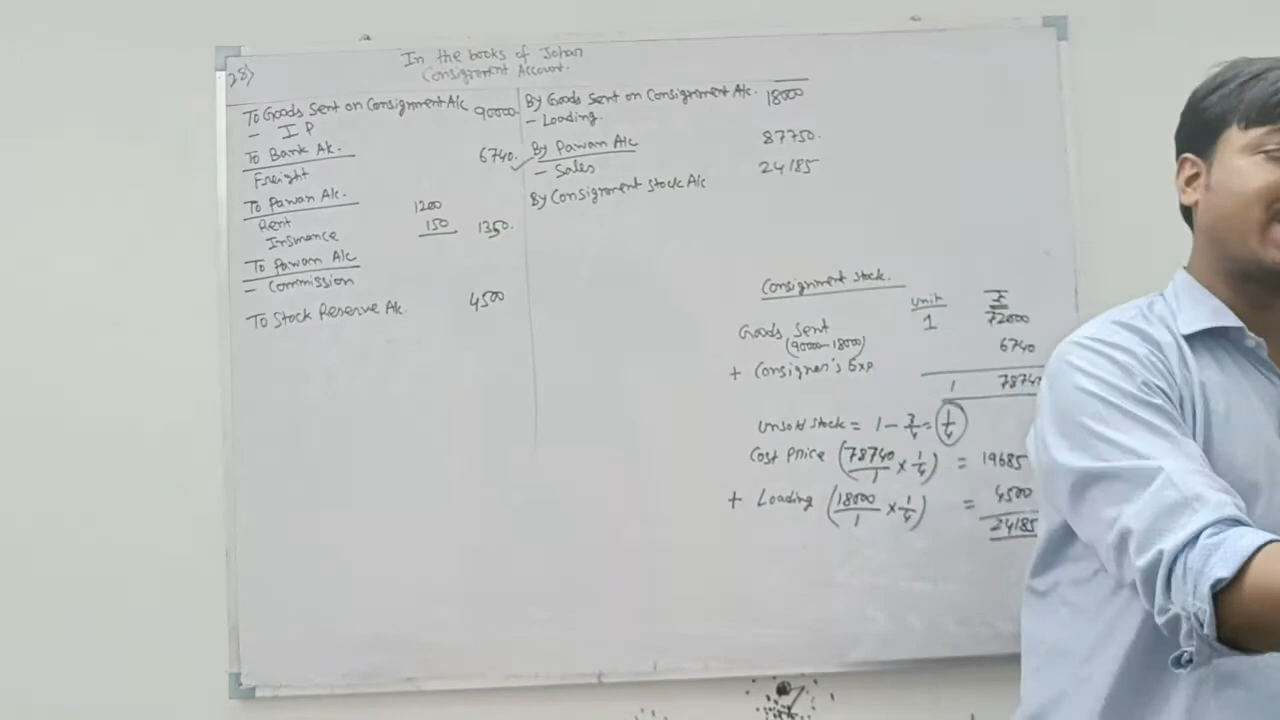 28)
In the books of Johan
Consignment Account.
To Goods Sent on Consignment A/c 90000
- I P
To Bank A/c. 6740.
Freight
To Pawan A/c.
Rent 1200
Insurance 150 1350.
To Pawan A/c
- Commission
To Stock Reserve A/c. 4500
By Goods Sent on Consignment A/c. 18000
- Loading.
By Pawan A/c 87750.
- Sales
By Consignment Stock A/c 24185
Consignment Stock.
unit ₹
Goods Sent 1 72000
(90000-18000)
+ Consigner's Exp 6740
1 78740
Unsold Stock = 1 - 3/4 = 1/4
Cost Price (78740/1 × 1/4) = 19685
+ Loading (18000/1 × 1/4) = 4500
24185